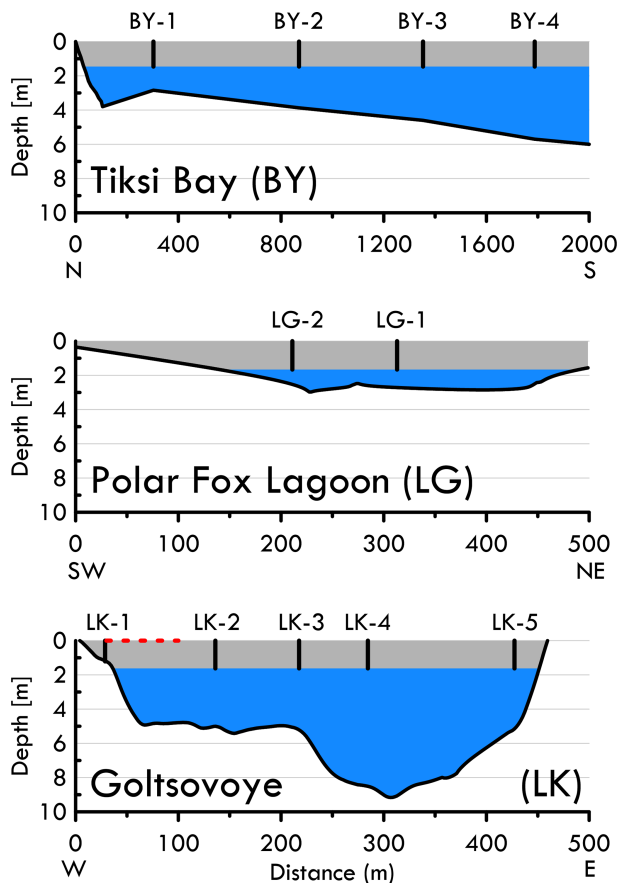 BY-1 BY-2 BY-3 BY-4
0
2
4
6
8
10
Depth [m]
Tiksi Bay (BY)
0 400 800 1200 1600 2000
N S
LG-2 LG-1
0
2
4
6
8
10
Depth [m]
Polar Fox Lagoon (LG)
0 100 200 300 400 500
SW NE
LK-1 LK-2 LK-3 LK-4 LK-5
0
2
4
6
8
10
Depth [m]
Goltsovoye (LK)
0 100 200 300 400 500
W Distance (m) E